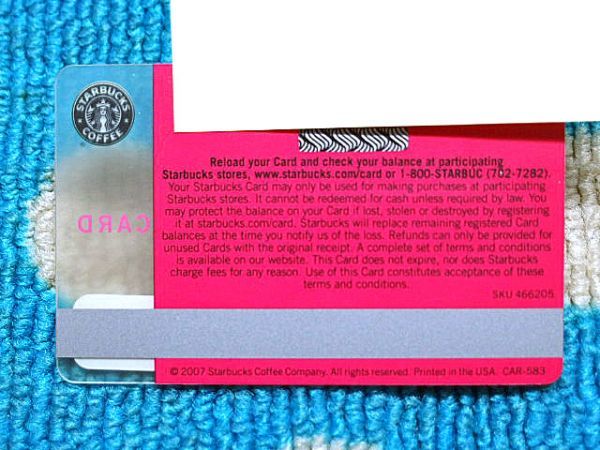 STARBUCKS
COFFEE
Reload your Card and check your balance at participating
Starbucks stores, www.starbucks.com/card or 1-800-STARBUC (702-7282).
Your Starbucks Card may only be used for making purchases at participating
Starbucks stores. It cannot be redeemed for cash unless required by law. You
may protect the balance on your Card if lost, stolen or destroyed by registering
it at starbucks.com/card. Starbucks will replace remaining registered Card
balances at the time you notify us of the loss. Refunds can only be provided for
unused Cards with the original receipt. A complete set of terms and conditions
is available on our website. This Card does not expire, nor does Starbucks
charge fees for any reason. Use of this Card constitutes acceptance of these
terms and conditions.
CARD
SKU 466205
© 2007 Starbucks Coffee Company. All rights reserved. Printed in the USA. CAR-583